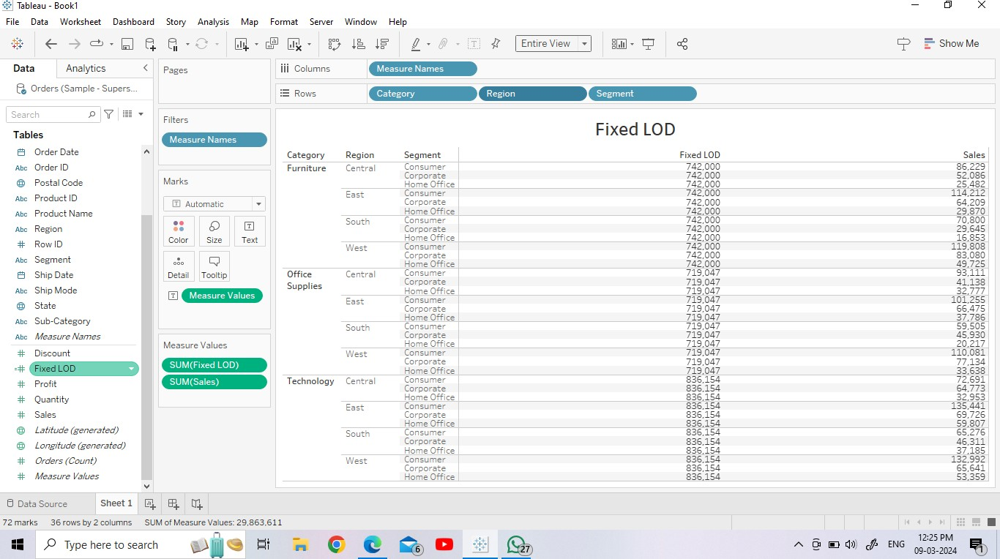 Tableau - Book1
File Data Worksheet Dashboard Story Analysis Map Format Server Window Help
Entire View
Show Me
Data Analytics
Orders (Sample - Supers...
Search
Tables
Order Date
Abc Order ID
Postal Code
Abc Product ID
Abc Product Name
Abc Region
# Row ID
Abc Segment
Ship Date
Abc Ship Mode
State
Abc Sub-Category
Abc Measure Names
# Discount
=# Fixed LOD
# Profit
# Quantity
# Sales
Latitude (generated)
Longitude (generated)
# Orders (Count)
# Measure Values
Pages
Filters
Measure Names
Marks
T Automatic
Color Size Text
Detail Tooltip
Measure Values
Measure Values
SUM(Fixed LOD)
SUM(Sales)
Columns Measure Names
Rows Category Region Segment
Fixed LOD
Category Region Segment Fixed LOD Sales
Furniture Central Consumer 742,000 86,229
Corporate 742,000 52,086
Home Office 742,000 25,482
East Consumer 742,000 114,212
Corporate 742,000 64,209
Home Office 742,000 29,870
South Consumer 742,000 70,800
Corporate 742,000 29,645
Home Office 742,000 16,853
West Consumer 742,000 119,808
Corporate 742,000 83,080
Home Office 742,000 49,725
Office Supplies Central Consumer 719,047 93,111
Corporate 719,047 41,138
Home Office 719,047 32,777
East Consumer 719,047 101,255
Corporate 719,047 66,475
Home Office 719,047 37,786
South Consumer 719,047 59,505
Corporate 719,047 45,930
Home Office 719,047 20,217
West Consumer 719,047 110,081
Corporate 719,047 77,134
Home Office 719,047 33,638
Technology Central Consumer 836,154 72,691
Corporate 836,154 64,773
Home Office 836,154 32,953
East Consumer 836,154 135,441
Corporate 836,154 69,726
Home Office 836,154 59,807
South Consumer 836,154 65,276
Corporate 836,154 46,311
Home Office 836,154 37,185
West Consumer 836,154 132,992
Corporate 836,154 65,641
Home Office 836,154 53,359
Data Source Sheet 1
72 marks 36 rows by 2 columns SUM of Measure Values: 29,863,611
Type here to search
6
27
ENG
12:25 PM
09-03-2024
1